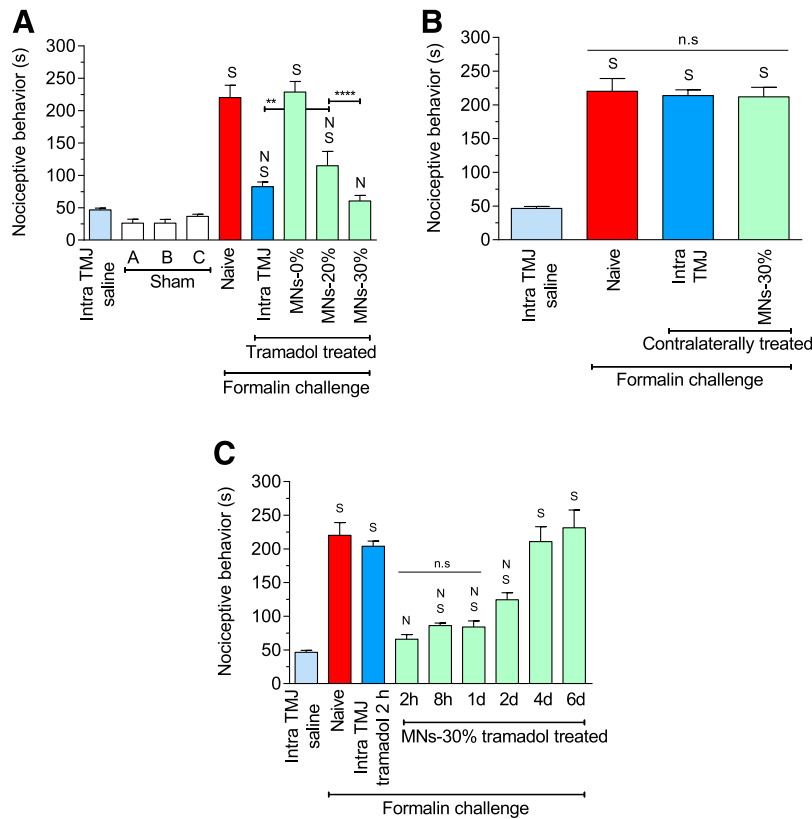 A
Nociceptive behavior (s)
300
250
200
150
100
50
0
S
N
S
S
N
S
N
**
****
Intra TMJ
saline
A B C
Sham
Naive
Intra TMJ
MNs-0%
MNs-20%
MNs-30%
Tramadol treated
Formalin challenge
B
Nociceptive behavior (s)
300
250
200
150
100
50
0
n.s
S S S
Intra TMJ
saline
Naive
Intra
TMJ
MNs-30%
Contralaterally treated
Formalin challenge
C
Nociceptive behavior (s)
300
250
200
150
100
50
0
S
S
n.s
N
N
S
N
S
N
S
S
S
Intra TMJ
saline
Naive
Intra TMJ
tramadol 2 h
2h 8h 1d 2d 4d 6d
MNs-30% tramadol treated
Formalin challenge